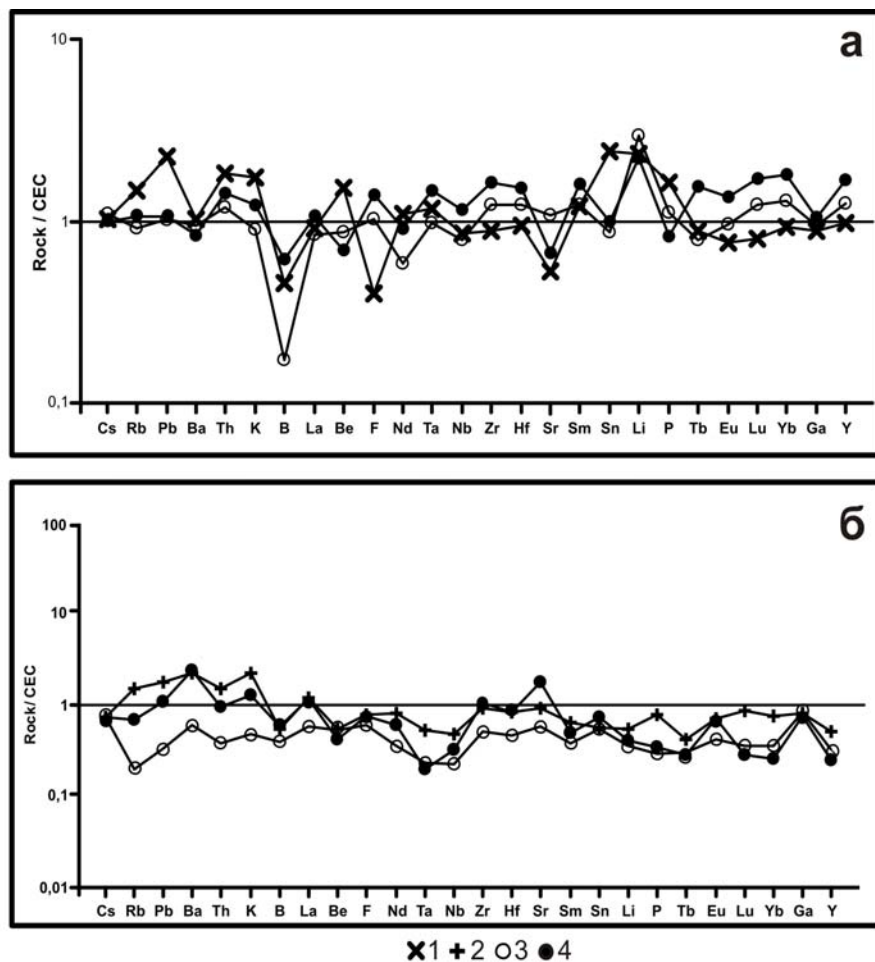 а
10
1
0,1
Rock / CEC
Cs Rb Pb Ba Th K B La Be F Nd Ta Nb Zr Hf Sr Sm Sn Li P Tb Eu Lu Yb Ga Y
б
100
10
1
0,1
0,01
Rock/ CEC
Cs Rb Pb Ba Th K B La Be F Nd Ta Nb Zr Hf Sr Sm Sn Li P Tb Eu Lu Yb Ga Y
1 2 3 4